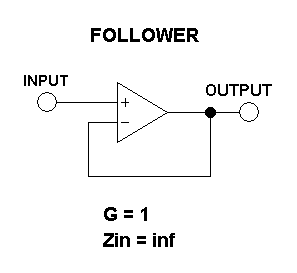 FOLLOWER
INPUT
OUTPUT
+
−
G = 1
Zin = inf